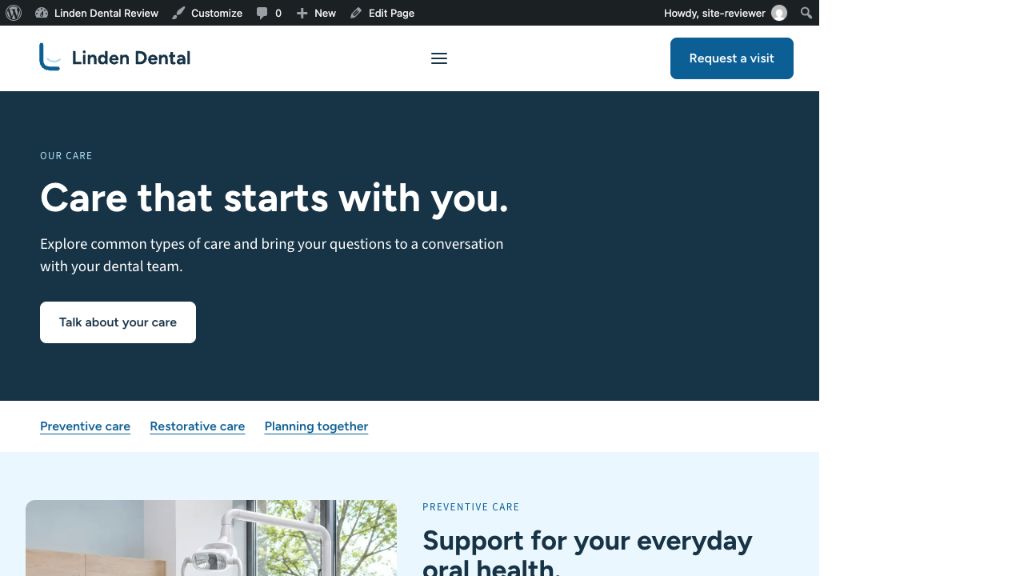 Linden Dental Review Customize 0 New Edit Page Howdy, site-reviewer
Linden Dental
Request a visit
OUR CARE
Care that starts with you.
Explore common types of care and bring your questions to a conversation
with your dental team.
Talk about your care
Preventive care Restorative care Planning together
PREVENTIVE CARE
Support for your everyday
oral health.